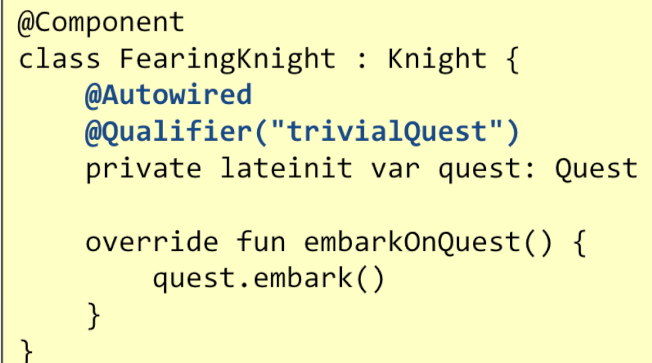 @Component
class FearingKnight : Knight {
    @Autowired
    @Qualifier("trivialQuest")
    private lateinit var quest: Quest

    override fun embarkOnQuest() {
        quest.embark()
    }
}